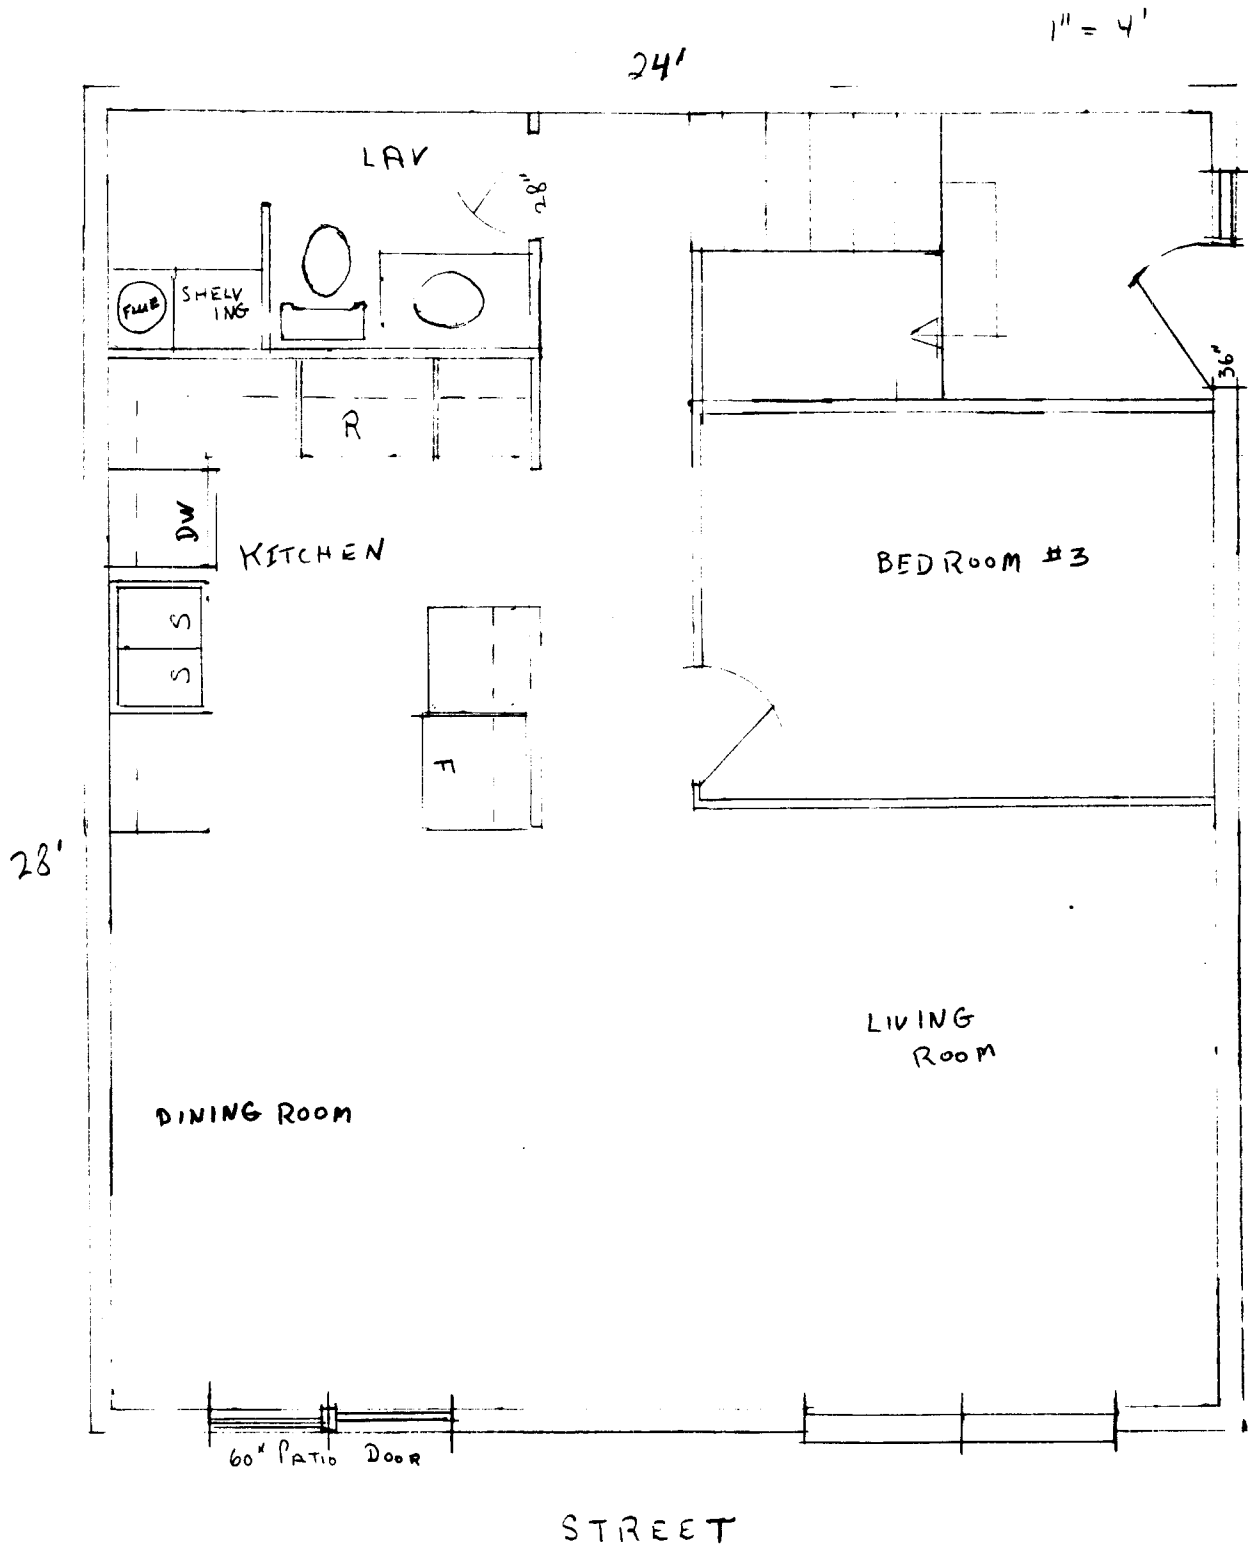 1" = 4'
24'
LAV
28"
FLUE
SHELV
ING
36"
R
DW
KITCHEN
BEDROOM #3
S
S
F
28'
LIVING
ROOM
DINING ROOM
60" PATIO DOOR
STREET